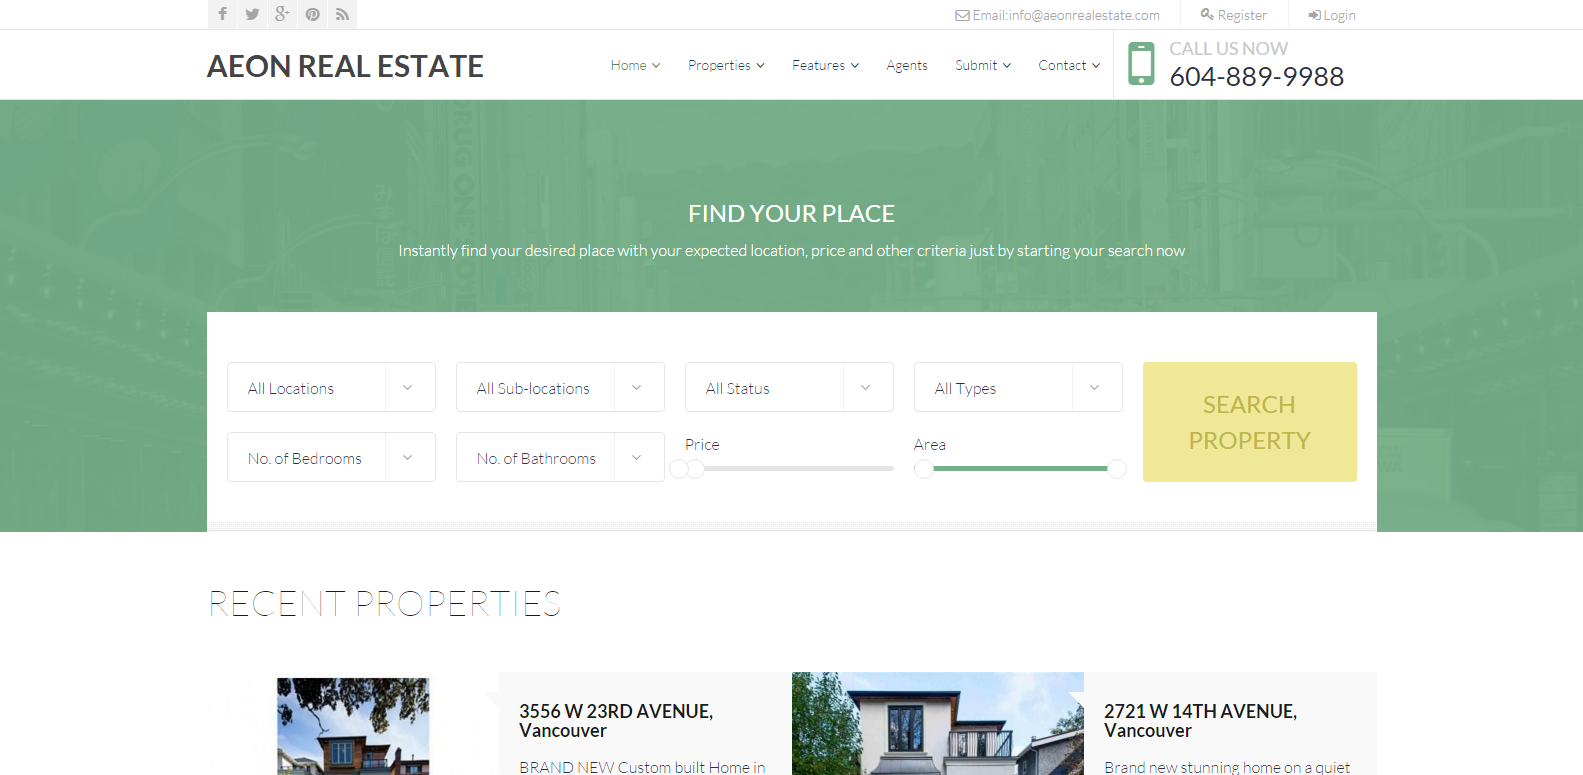 Email:info@aeonrealestate.com
Register
Login
AEON REAL ESTATE
Home
Properties
Features
Agents
Submit
Contact
CALL US NOW
604-889-9988
FIND YOUR PLACE
Instantly find your desired place with your expected location, price and other criteria just by starting your search now
All Locations
All Sub-locations
All Status
All Types
SEARCH
PROPERTY
No. of Bedrooms
No. of Bathrooms
Price
Area
RECENT PROPERTIES
3556 W 23RD AVENUE,
Vancouver
BRAND NEW Custom built Home in
2721 W 14TH AVENUE,
Vancouver
Brand new stunning home on a quiet